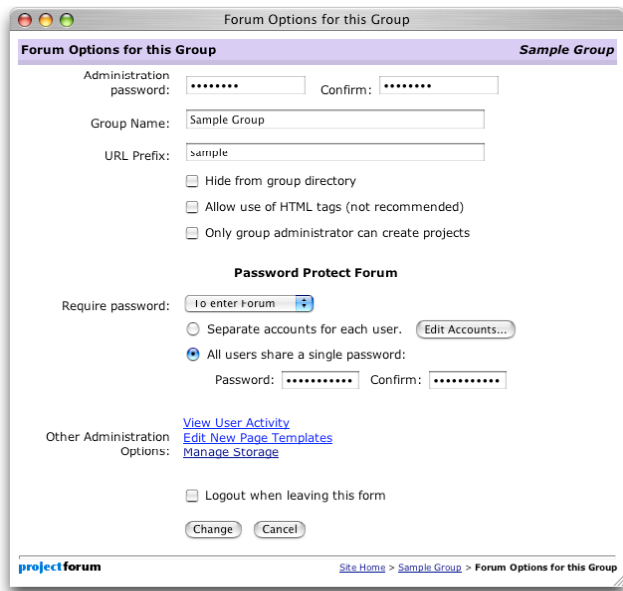 Forum Options for this Group
Forum Options for this Group Sample Group
Administration
password: •••••••• Confirm: ••••••••
Group Name: Sample Group
URL Prefix: sample
Hide from group directory
Allow use of HTML tags (not recommended)
Only group administrator can create projects
Password Protect Forum
Require password: To enter Forum
Separate accounts for each user. Edit Accounts...
All users share a single password:
Password: ••••••••••• Confirm: •••••••••••
View User Activity
Other Administration Edit New Page Templates
Options: Manage Storage
Logout when leaving this form
Change Cancel
projectforum Site Home > Sample Group > Forum Options for this Group